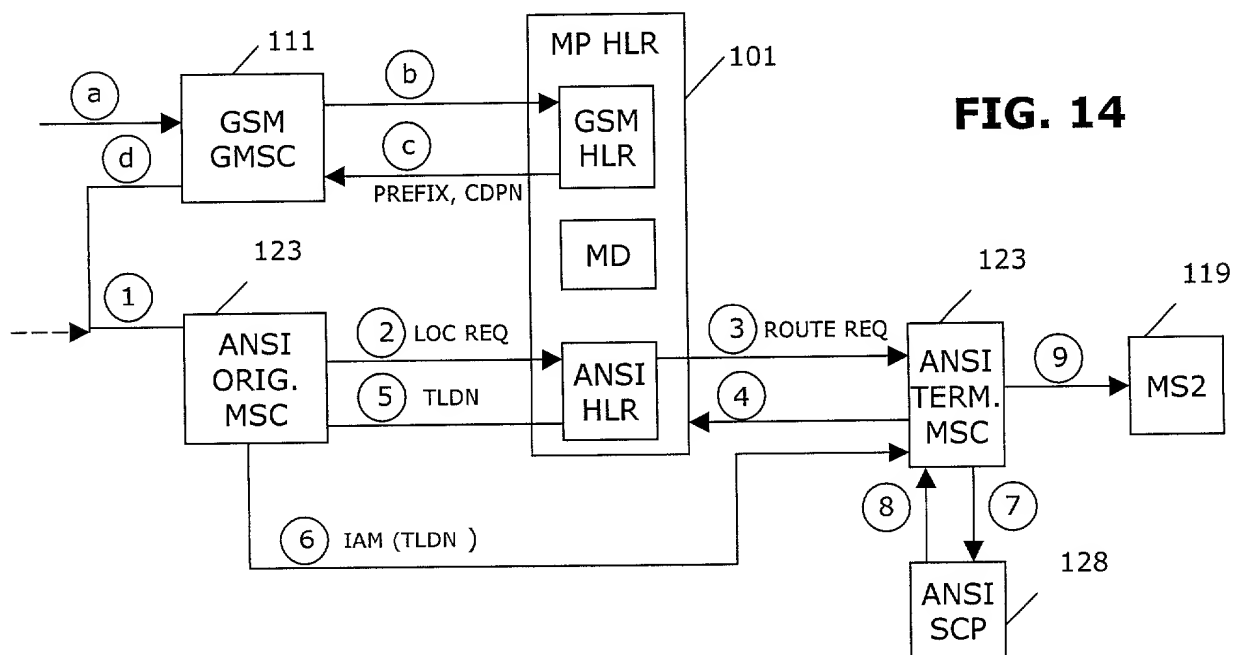 111
MP HLR
101
a
b
FIG. 14
GSM
GMSC
GSM
HLR
d
c
PREFIX, CDPN
MD
123
123
119
1
2 LOC REQ
3 ROUTE REQ
ANSI
ORIG.
MSC
ANSI
HLR
ANSI
TERM.
MSC
9
MS2
5 TLDN
4
8
7
6 IAM (TLDN )
128
ANSI
SCP